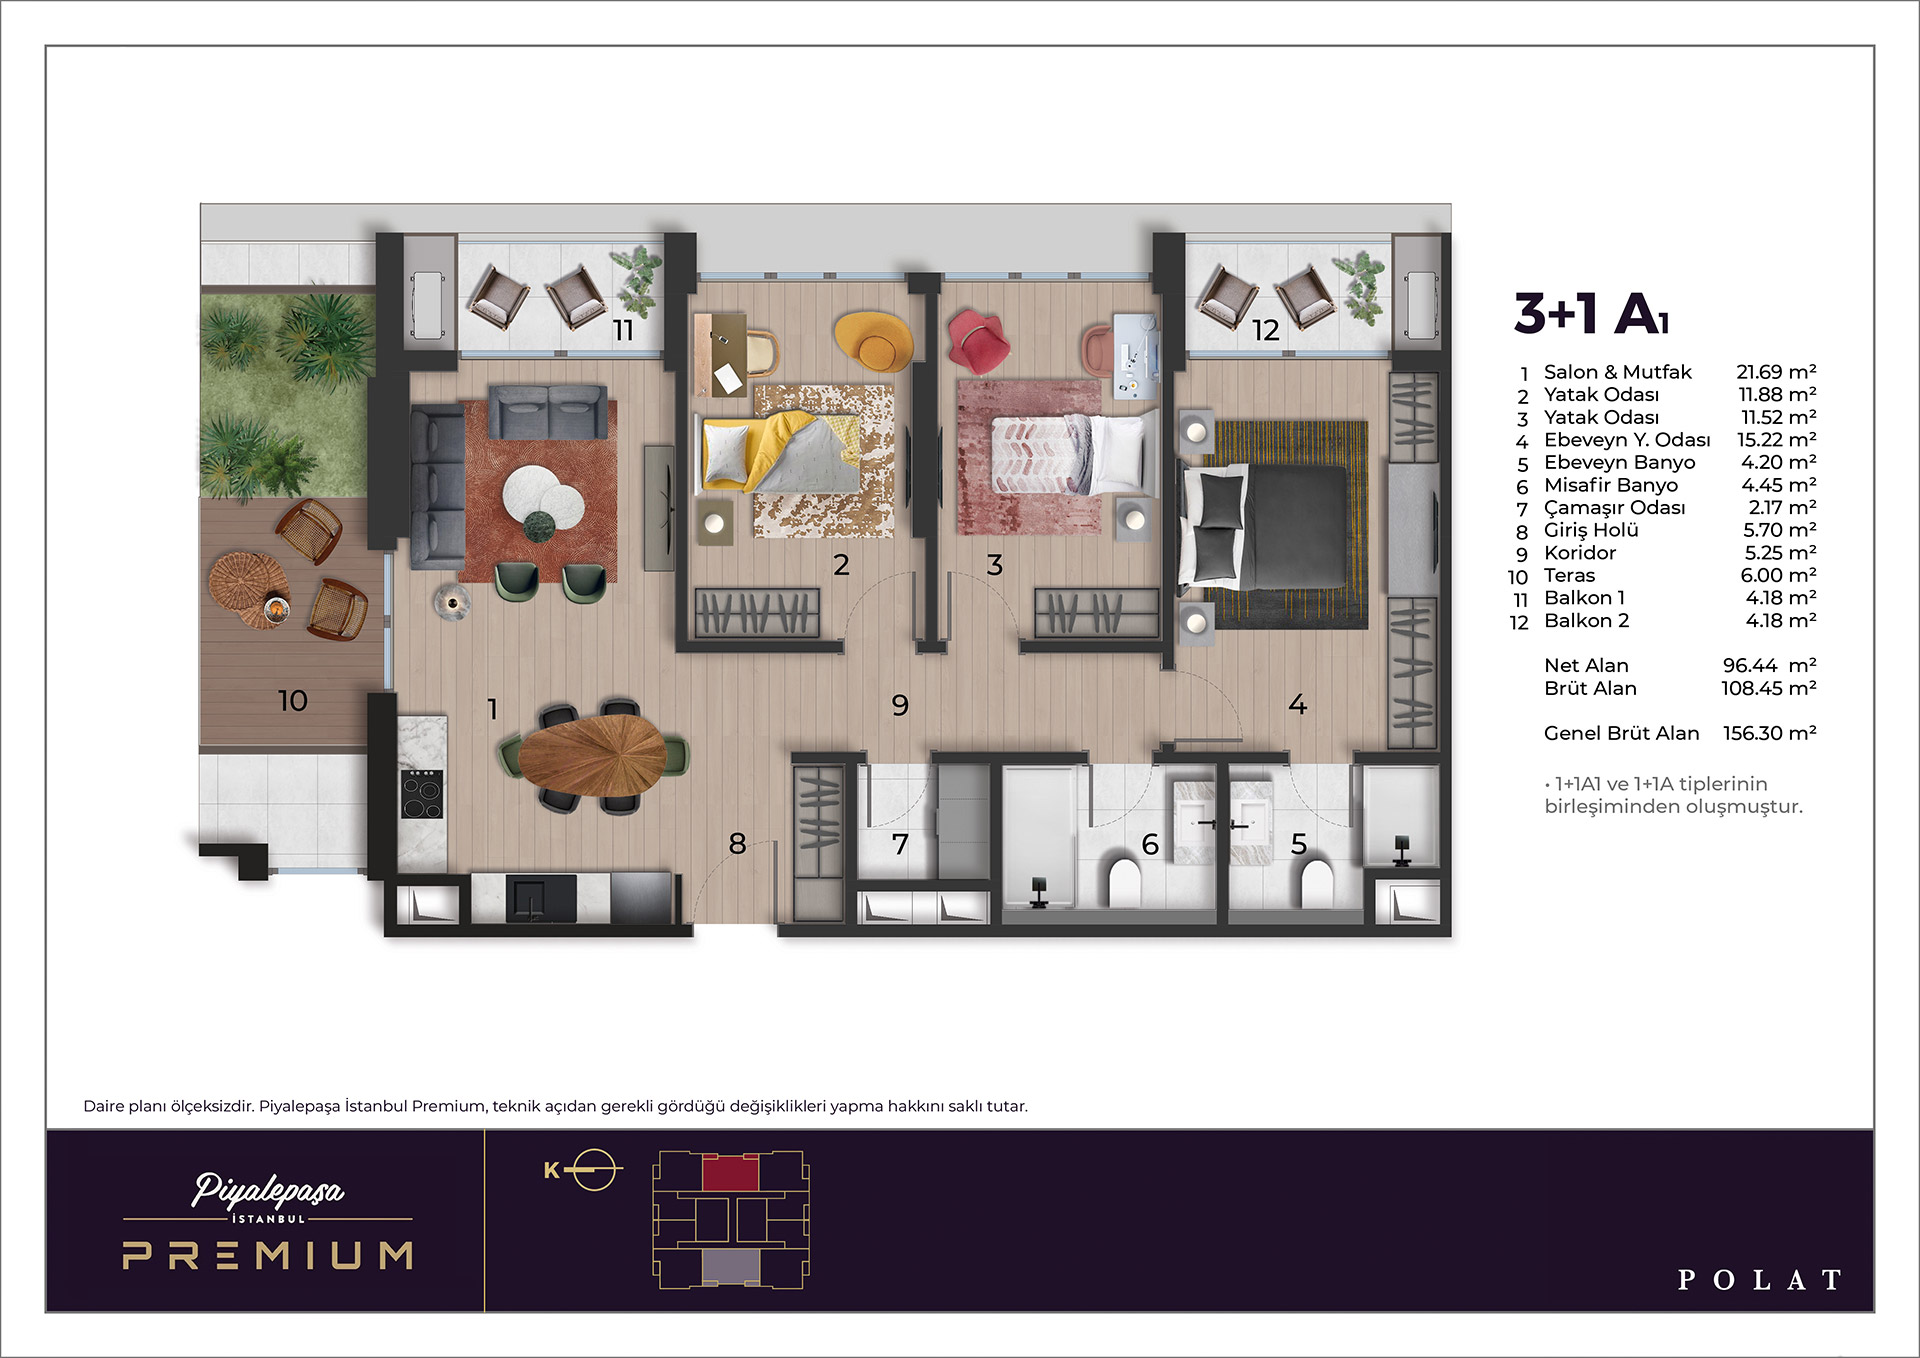 11
12
2
3
10
1
9
4
8
7
6
5
3+1 A1
1 Salon & Mutfak 21.69 m²
2 Yatak Odası 11.88 m²
3 Yatak Odası 11.52 m²
4 Ebeveyn Y. Odası 15.22 m²
5 Ebeveyn Banyo 4.20 m²
6 Misafir Banyo 4.45 m²
7 Çamaşır Odası 2.17 m²
8 Giriş Holü 5.70 m²
9 Koridor 5.25 m²
10 Teras 6.00 m²
11 Balkon 1 4.18 m²
12 Balkon 2 4.18 m²
Net Alan 96.44 m²
Brüt Alan 108.45 m²
Genel Brüt Alan 156.30 m²
• 1+1A1 ve 1+1A tiplerinin
birleşiminden oluşmuştur.
Daire planı ölçeksizdir. Piyalepaşa İstanbul Premium, teknik açıdan gerekli gördüğü değişiklikleri yapma hakkını saklı tutar.
Piyalepaşa
İSTANBUL
PREMIUM
K
POLAT